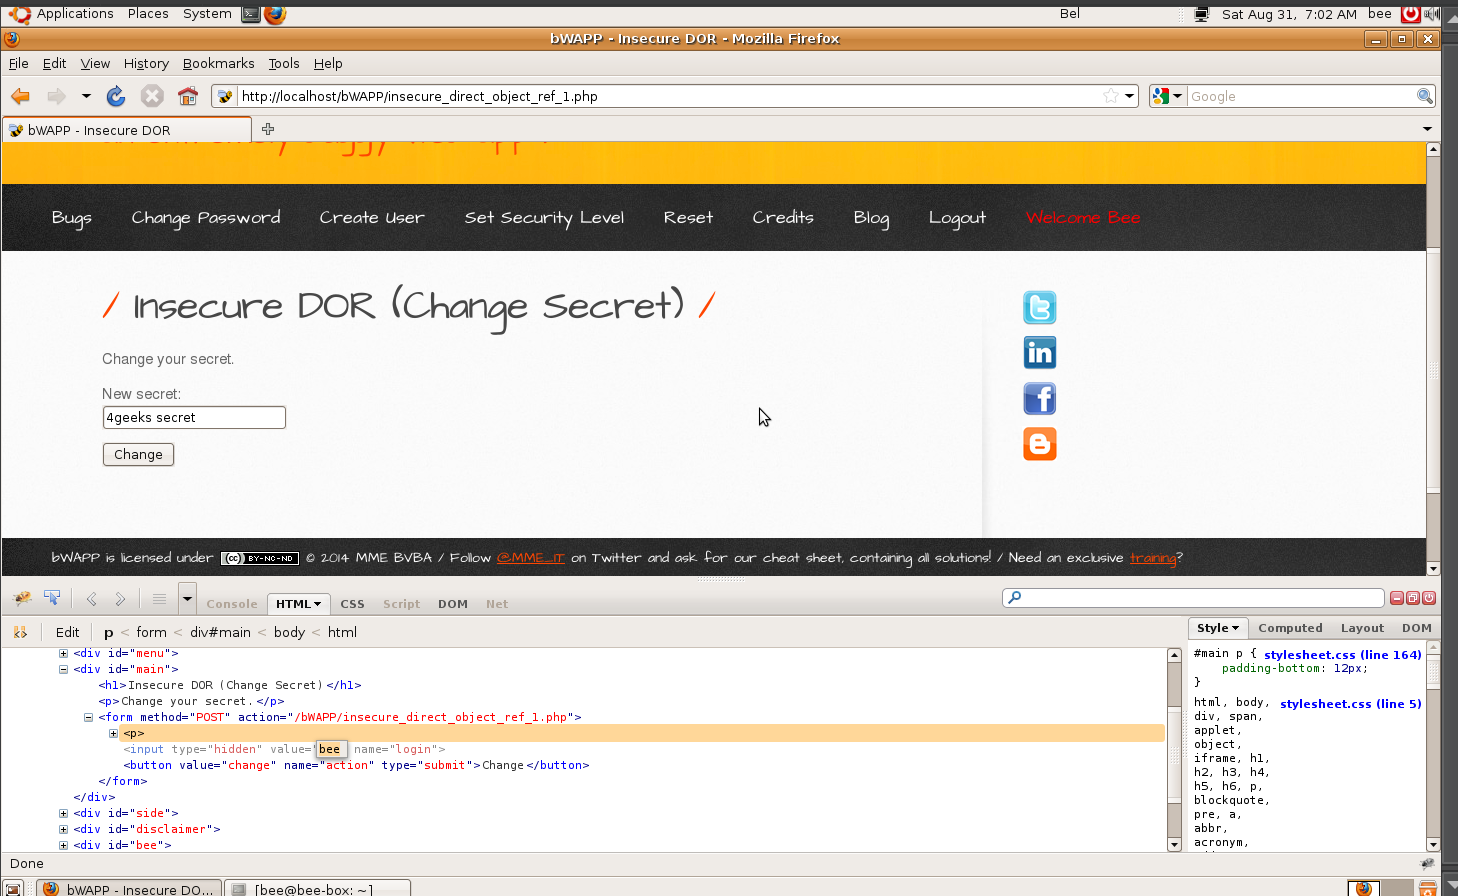 Applications Places System Bel Sat Aug 31, 7:02 AM bee
bWAPP - Insecure DOR - Mozilla Firefox
File Edit View History Bookmarks Tools Help
http://localhost/bWAPP/insecure_direct_object_ref_1.php Google
bWAPP - Insecure DOR
Bugs Change Password Create User Set Security Level Reset Credits Blog Logout Welcome Bee
/ Insecure DOR (Change Secret) /
Change your secret.
New secret:
4geeks secret
Change
bWAPP is licensed under (cc) BY-NC-ND © 2014 MME BVBA / Follow @MME_IT on Twitter and ask for our cheat sheet, containing all solutions! / Need an exclusive training?
Console HTML CSS Script DOM Net
Edit p < form < div#main < body < html
<div id="menu">
<div id="main">
<h1>Insecure DOR (Change Secret)</h1>
<p>Change your secret.</p>
<form method="POST" action="/bWAPP/insecure_direct_object_ref_1.php">
<p>
<input type="hidden" value="bee name="login">
<button value="change" name="action" type="submit">Change</button>
</form>
</div>
<div id="side">
<div id="disclaimer">
<div id="bee">
Style Computed Layout DOM
#main p { stylesheet.css (line 164)
padding-bottom: 12px;
}
html, body, stylesheet.css (line 5)
div, span,
applet,
object,
iframe, h1,
h2, h3, h4,
h5, h6, p,
blockquote,
pre, a,
abbr,
acronym,
Done
bWAPP - Insecure DO... [bee@bee-box: ~]